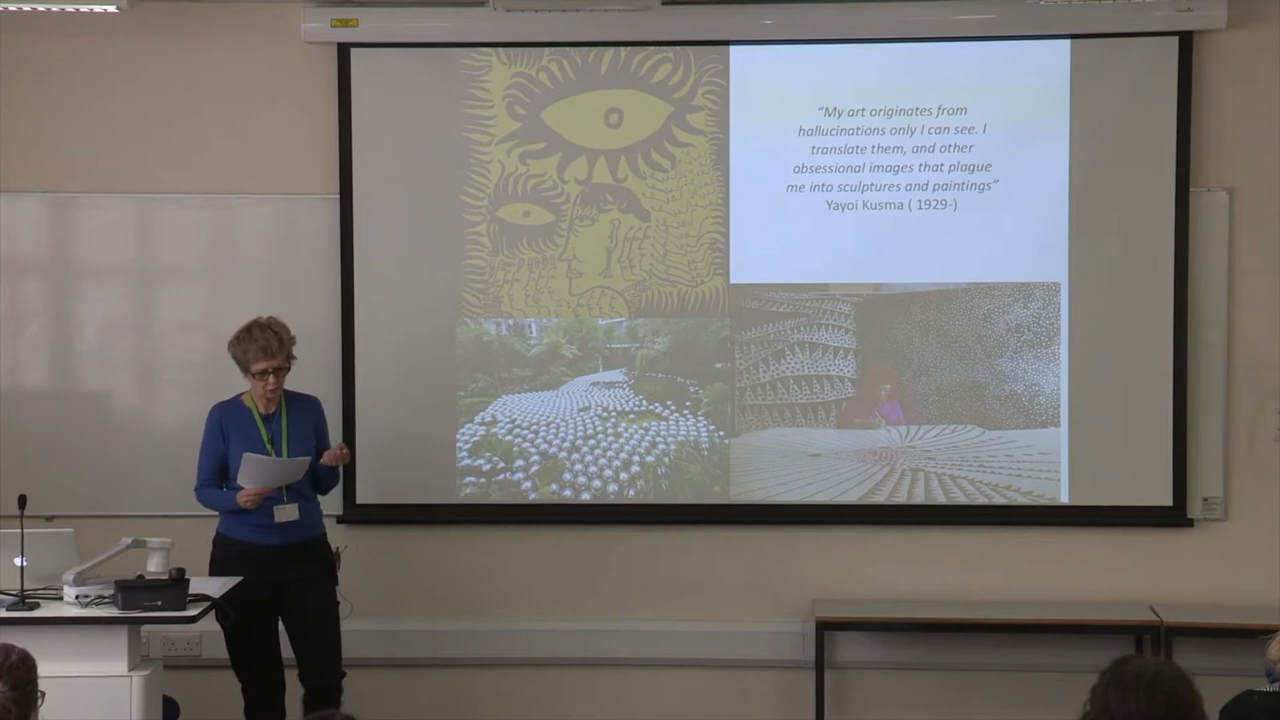 “My art originates from
hallucinations only I can see. I
translate them, and other
obsessional images that plague
me into sculptures and paintings”
Yayoi Kusma ( 1929-)